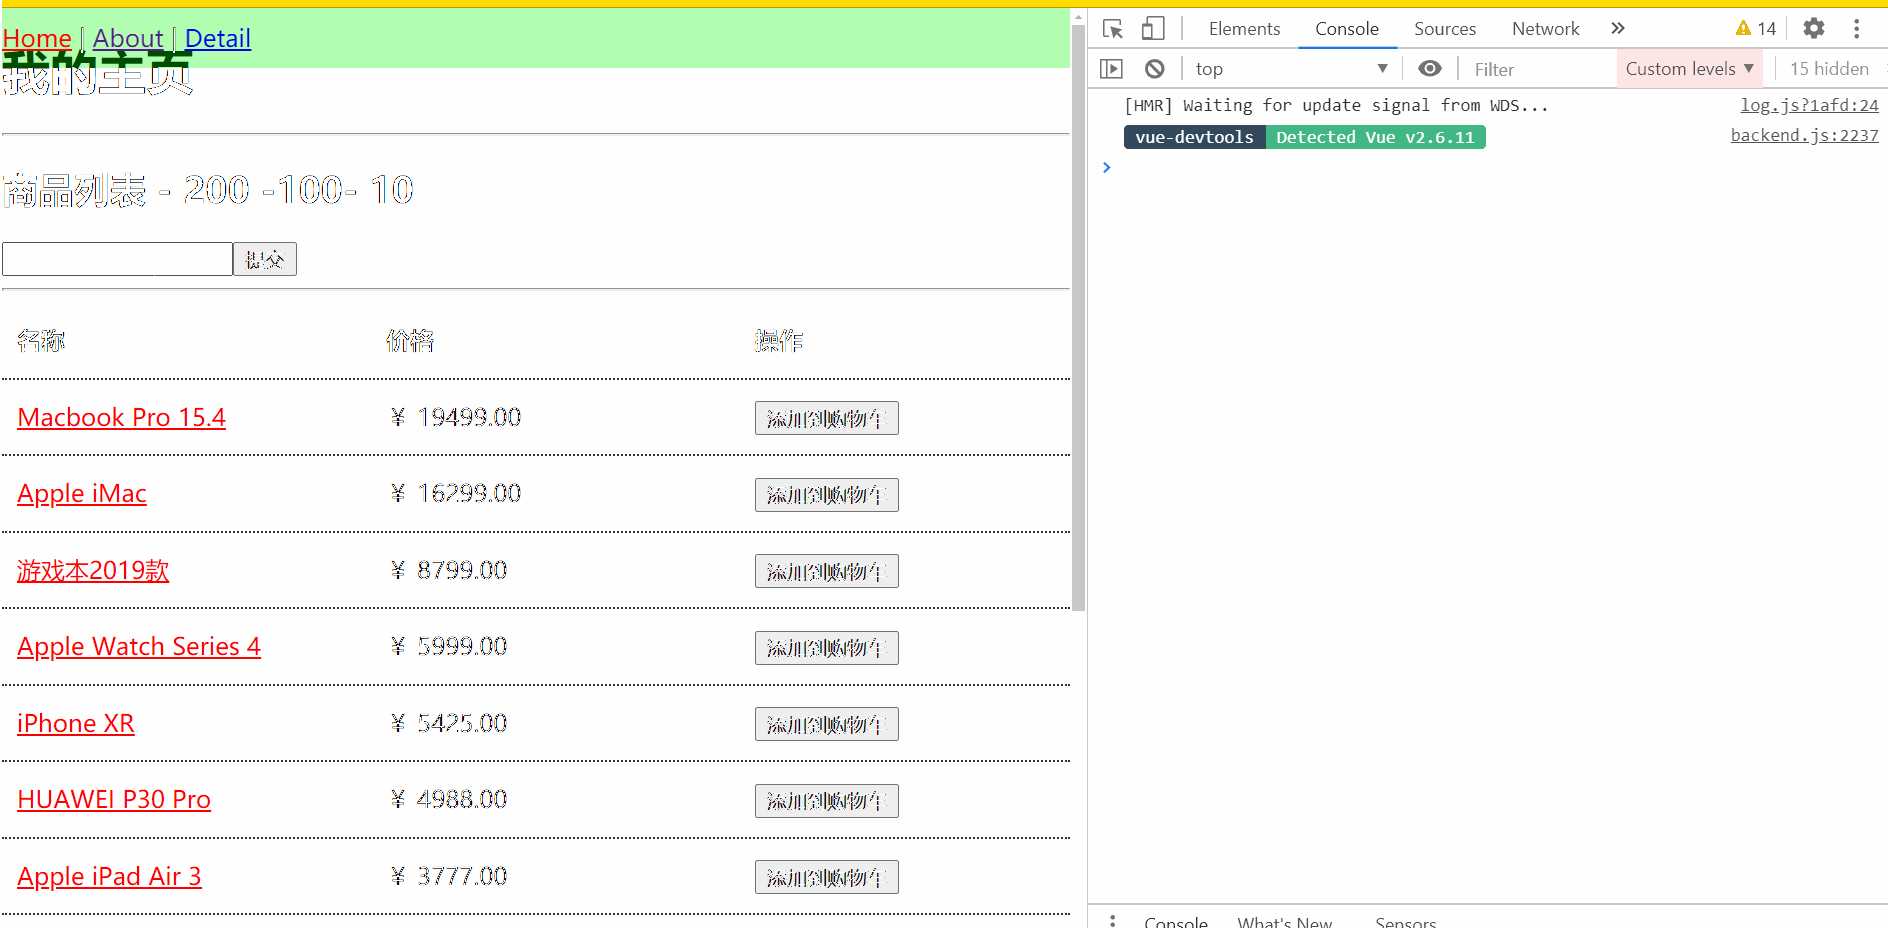 Home | About | Detail
我的主页
商品列表 - 200 -100- 10
提交
名称 价格 操作
Macbook Pro 15.4 ¥ 19499.00 添加到购物车
Apple iMac ¥ 16299.00 添加到购物车
游戏本2019款 ¥ 8799.00 添加到购物车
Apple Watch Series 4 ¥ 5999.00 添加到购物车
iPhone XR ¥ 5425.00 添加到购物车
HUAWEI P30 Pro ¥ 4988.00 添加到购物车
Apple iPad Air 3 ¥ 3777.00 添加到购物车
Elements Console Sources Network » 14
top ▼ Filter Custom levels ▼ 15 hidden
[HMR] Waiting for update signal from WDS... log.js?1afd:24
vue-devtools Detected Vue v2.6.11 backend.js:2237
Console What's New Sensors